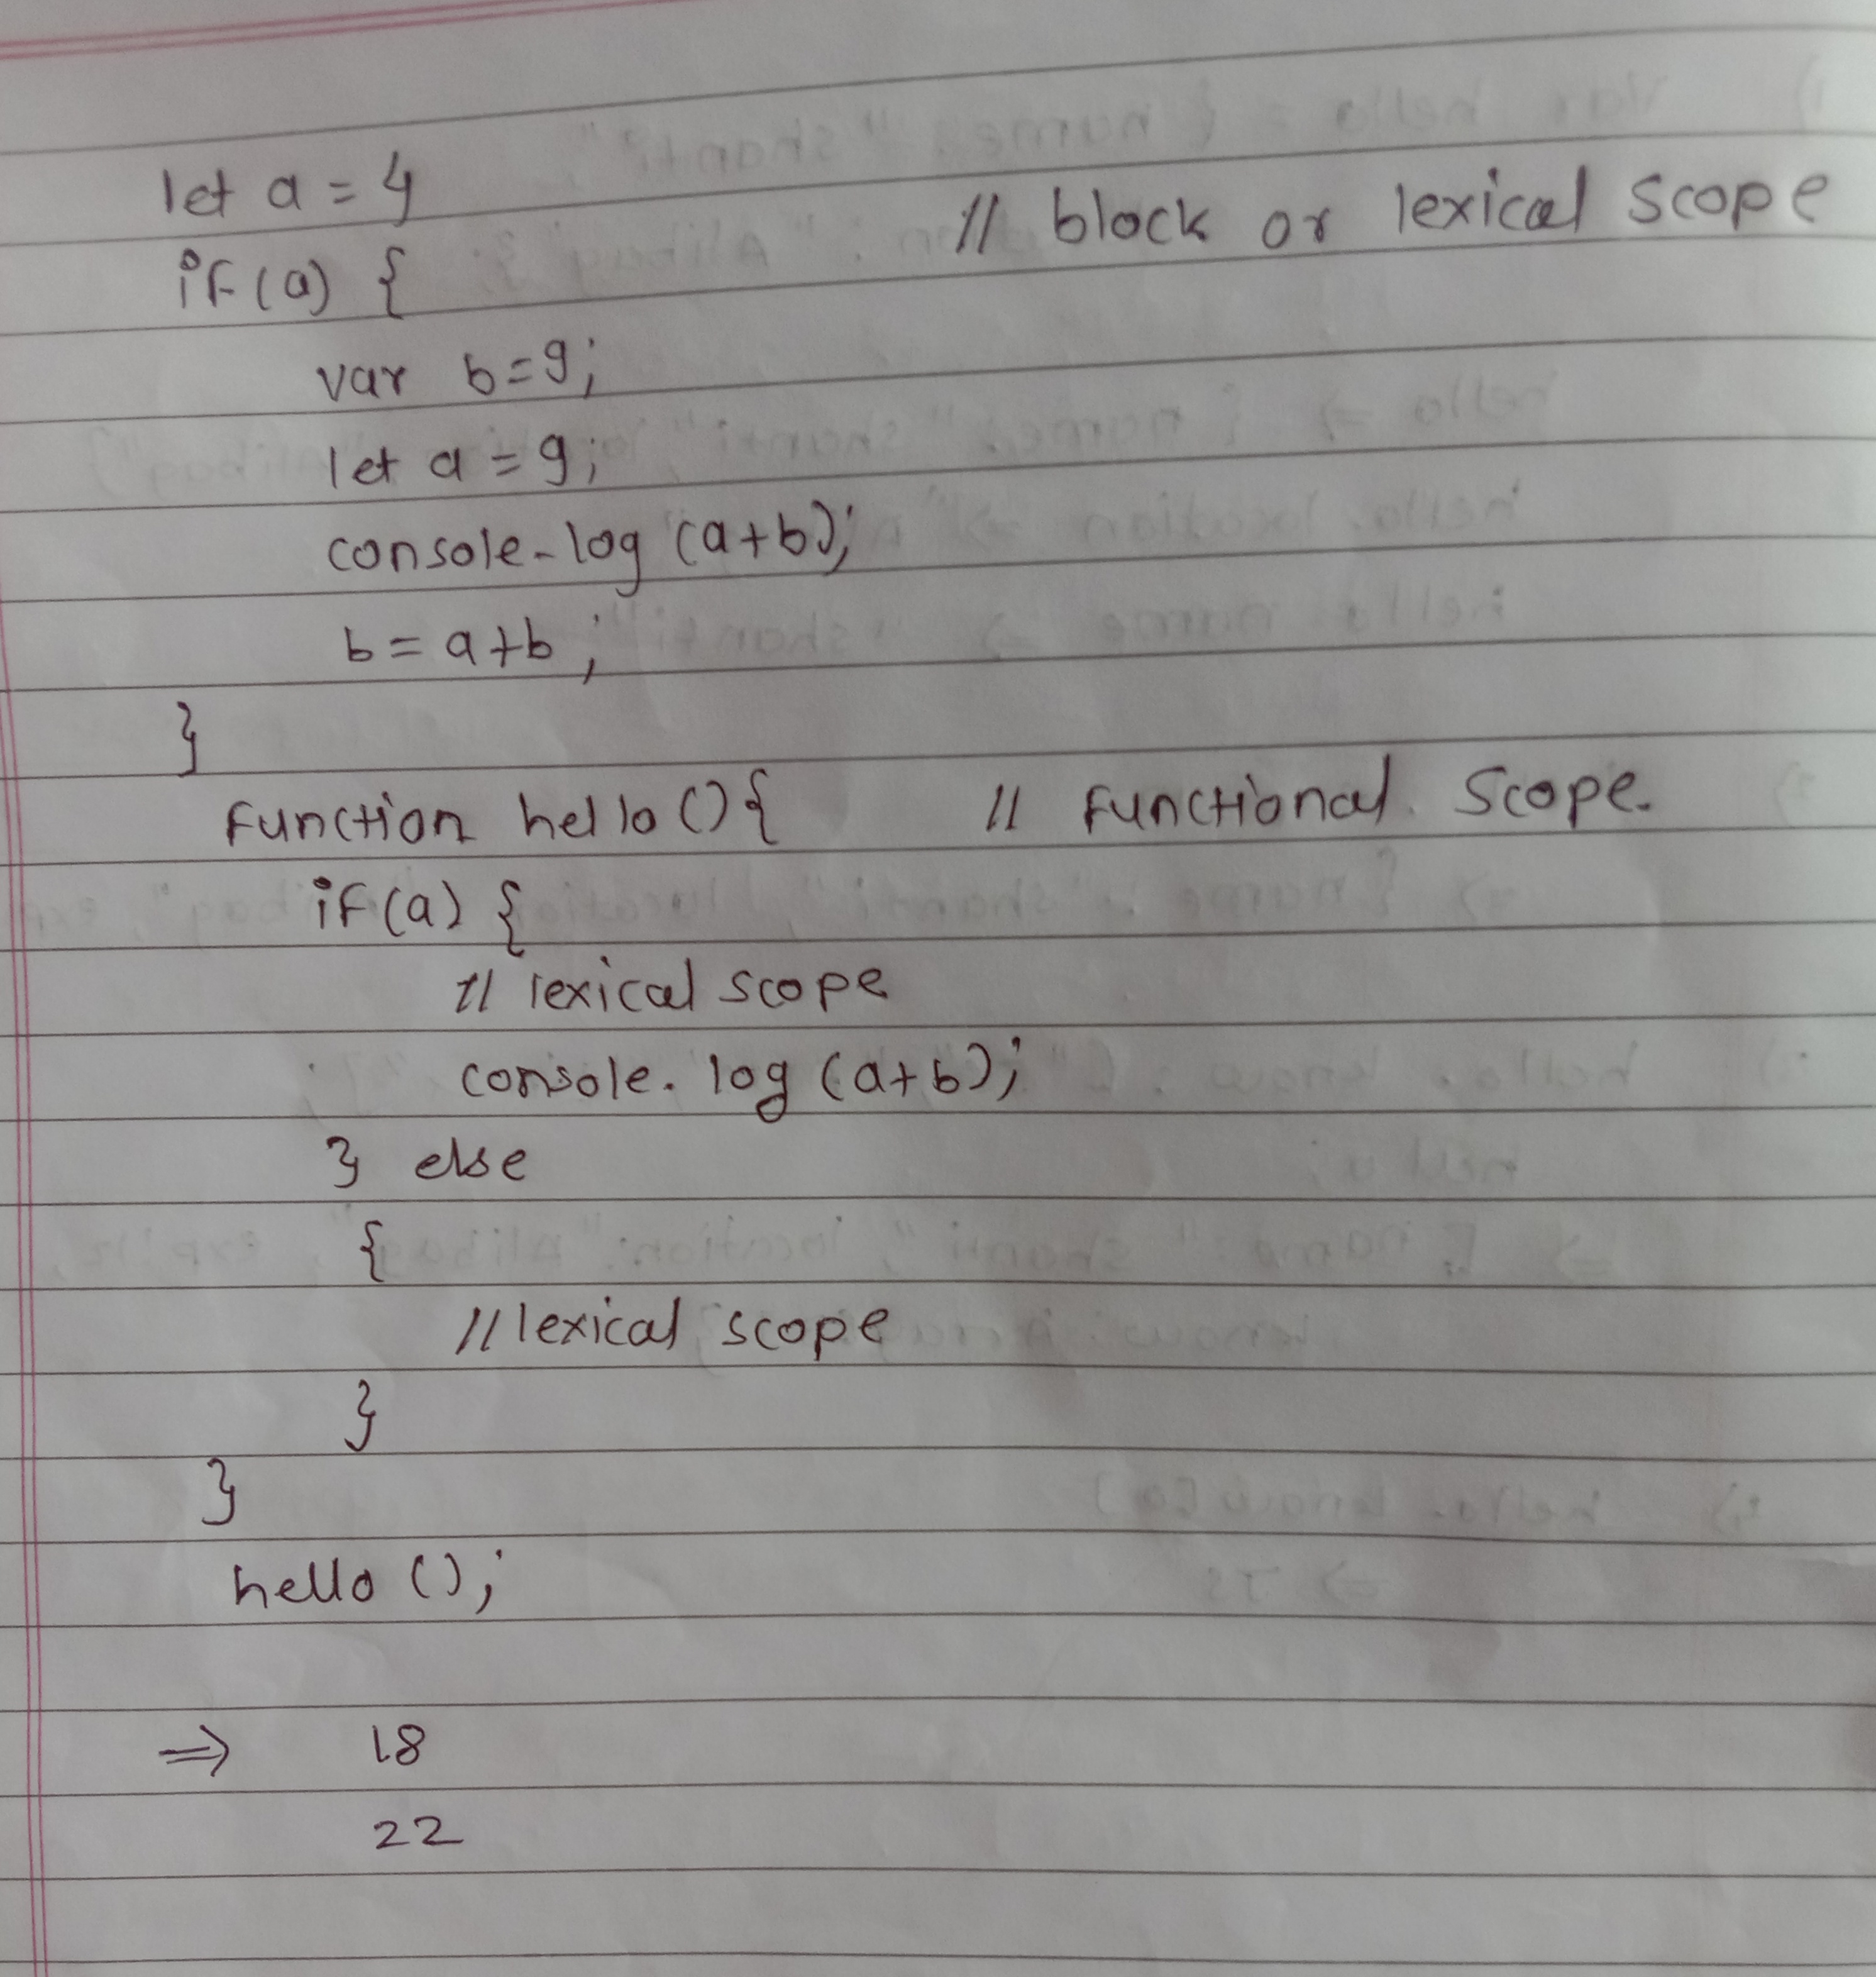 let a = 4
// block or lexical scope
if (a) {
var b=9;
let a = 9;
console.log (a+b);
b = a+b ;
}
function hello () { // functional. Scope.
if (a) {
// lexical scope
console. log (a+b);
} else
{
// lexical scope
}
}
hello () ;
⇒ 18
22